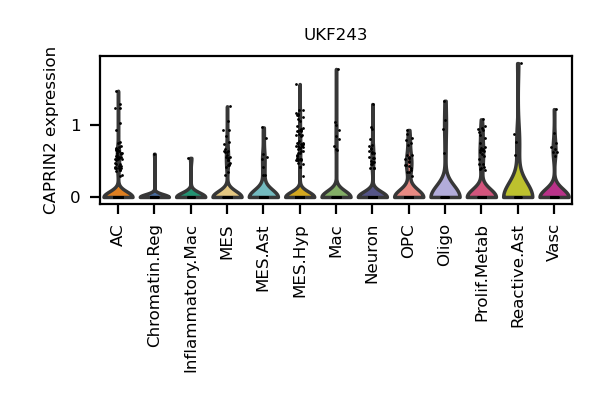 UKF243
CAPRIN2 expression
1
0
AC
Chromatin.Reg
Inflammatory.Mac
MES
MES.Ast
MES.Hyp
Mac
Neuron
OPC
Oligo
Prolif.Metab
Reactive.Ast
Vasc